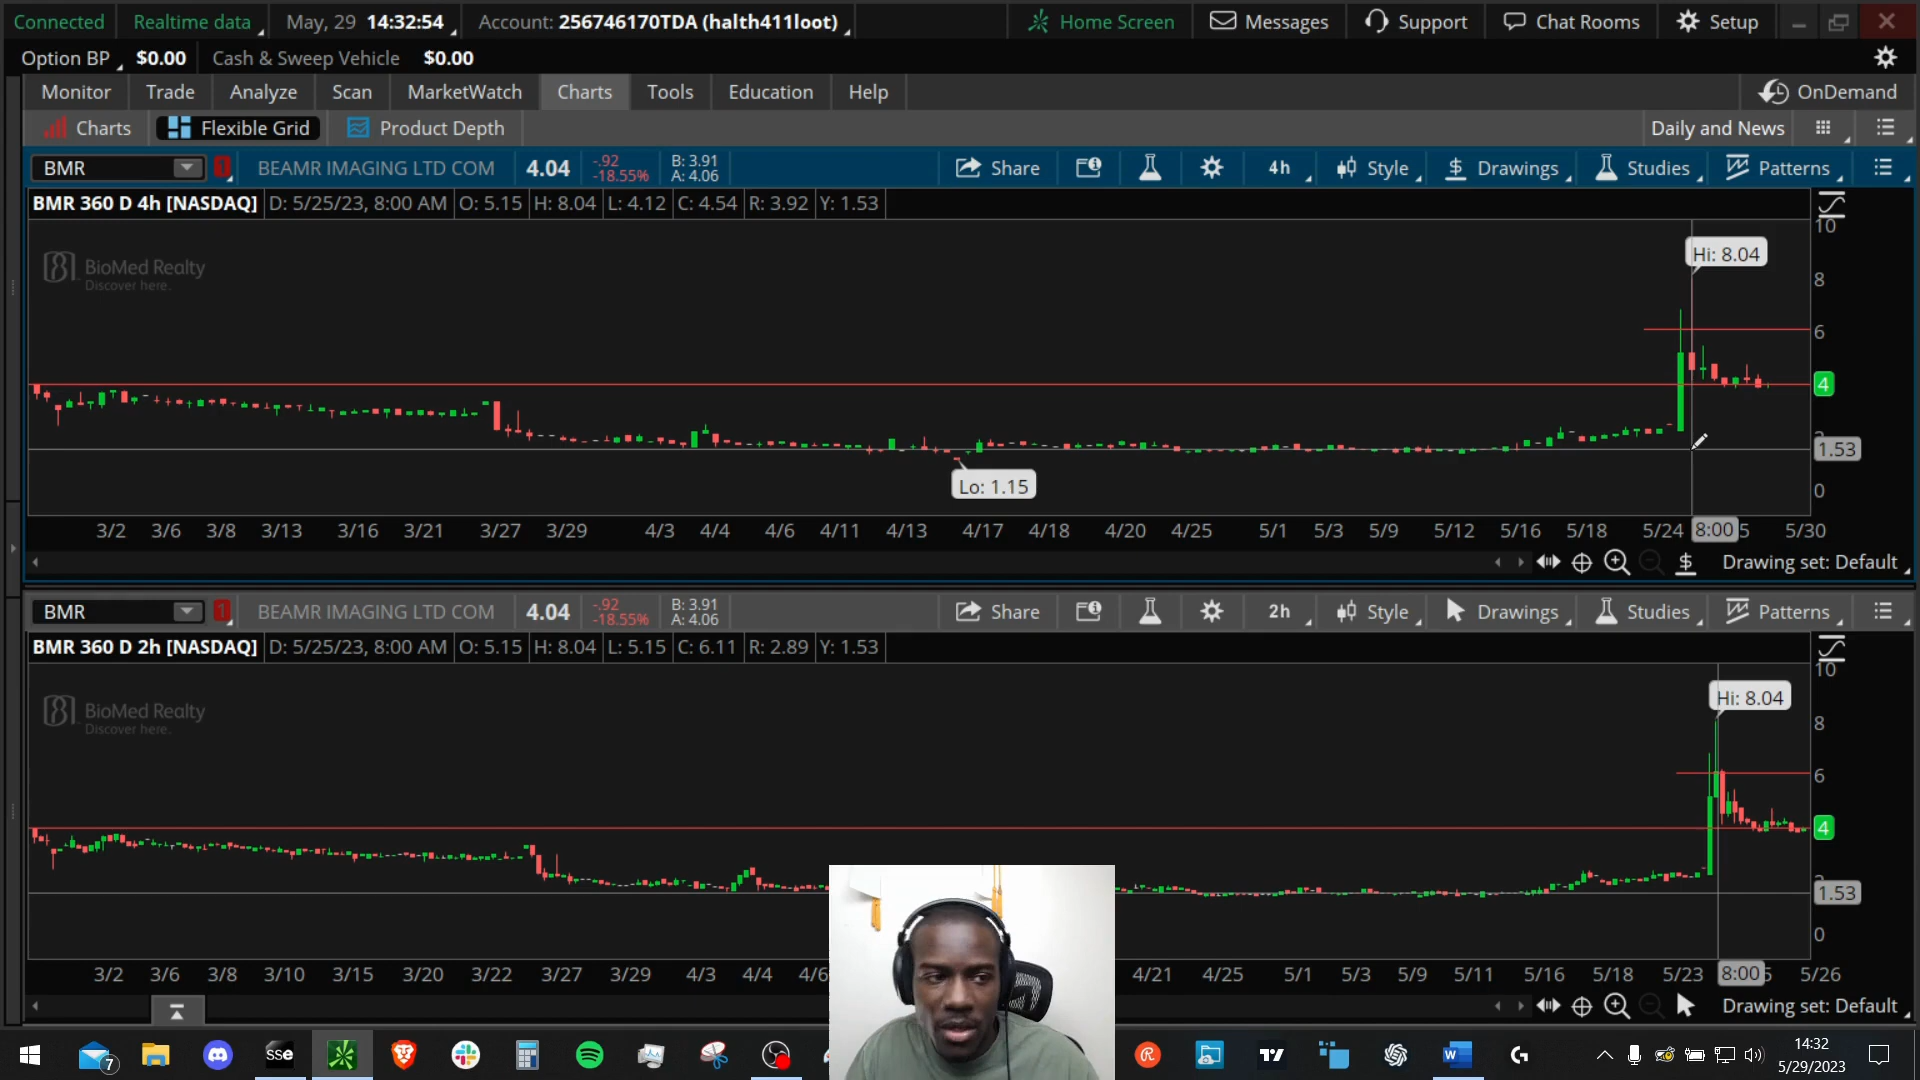 Connected Realtime data May, 29 14:32:54 Account: 256746170TDA (halth411loot) Home Screen Messages Support Chat Rooms Setup
Option BP $0.00 Cash & Sweep Vehicle $0.00
Monitor Trade Analyze Scan MarketWatch Charts Tools Education Help OnDemand
Charts Flexible Grid Product Depth Daily and News
BMR 1 BEAMR IMAGING LTD COM 4.04 -.92 -18.55% B: 3.91 A: 4.06 Share 4h Style $ Drawings Studies Patterns
BMR 360 D 4h [NASDAQ] D: 5/25/23, 8:00 AM O: 5.15 H: 8.04 L: 4.12 C: 4.54 R: 3.92 Y: 1.53
10
BioMed Realty
Discover here.
Hi: 8.04
8
6
4
1.53
Lo: 1.15
0
3/2 3/6 3/8 3/13 3/16 3/21 3/27 3/29 4/3 4/4 4/6 4/11 4/13 4/17 4/18 4/20 4/25 5/1 5/3 5/9 5/12 5/16 5/18 5/24 8:00 5 5/30
$ Drawing set: Default
BMR 1 BEAMR IMAGING LTD COM 4.04 -.92 -18.55% B: 3.91 A: 4.06 Share 2h Style Drawings Studies Patterns
BMR 360 D 2h [NASDAQ] D: 5/25/23, 8:00 AM O: 5.15 H: 8.04 L: 5.15 C: 6.11 R: 2.89 Y: 1.53
10
BioMed Realty
Discover here.
Hi: 8.04
8
6
4
1.53
0
3/2 3/6 3/8 3/10 3/15 3/20 3/22 3/27 3/29 4/3 4/4 4/6 4/21 4/25 5/1 5/3 5/9 5/11 5/16 5/18 5/23 8:00 5/26
Drawing set: Default
7 sse 14:32
5/29/2023